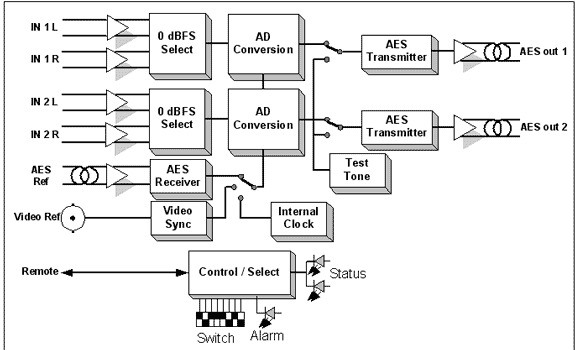 IN 1 L
IN 1 R
0 dBFS
Select
AD
Conversion
AES
Transmitter
AES out 1
IN 2 L
IN 2 R
0 dBFS
Select
AD
Conversion
AES
Transmitter
AES out 2
Test
Tone
AES
Ref
AES
Receiver
Video Ref
Video
Sync
Internal
Clock
Remote
Control / Select
Status
Switch
Alarm